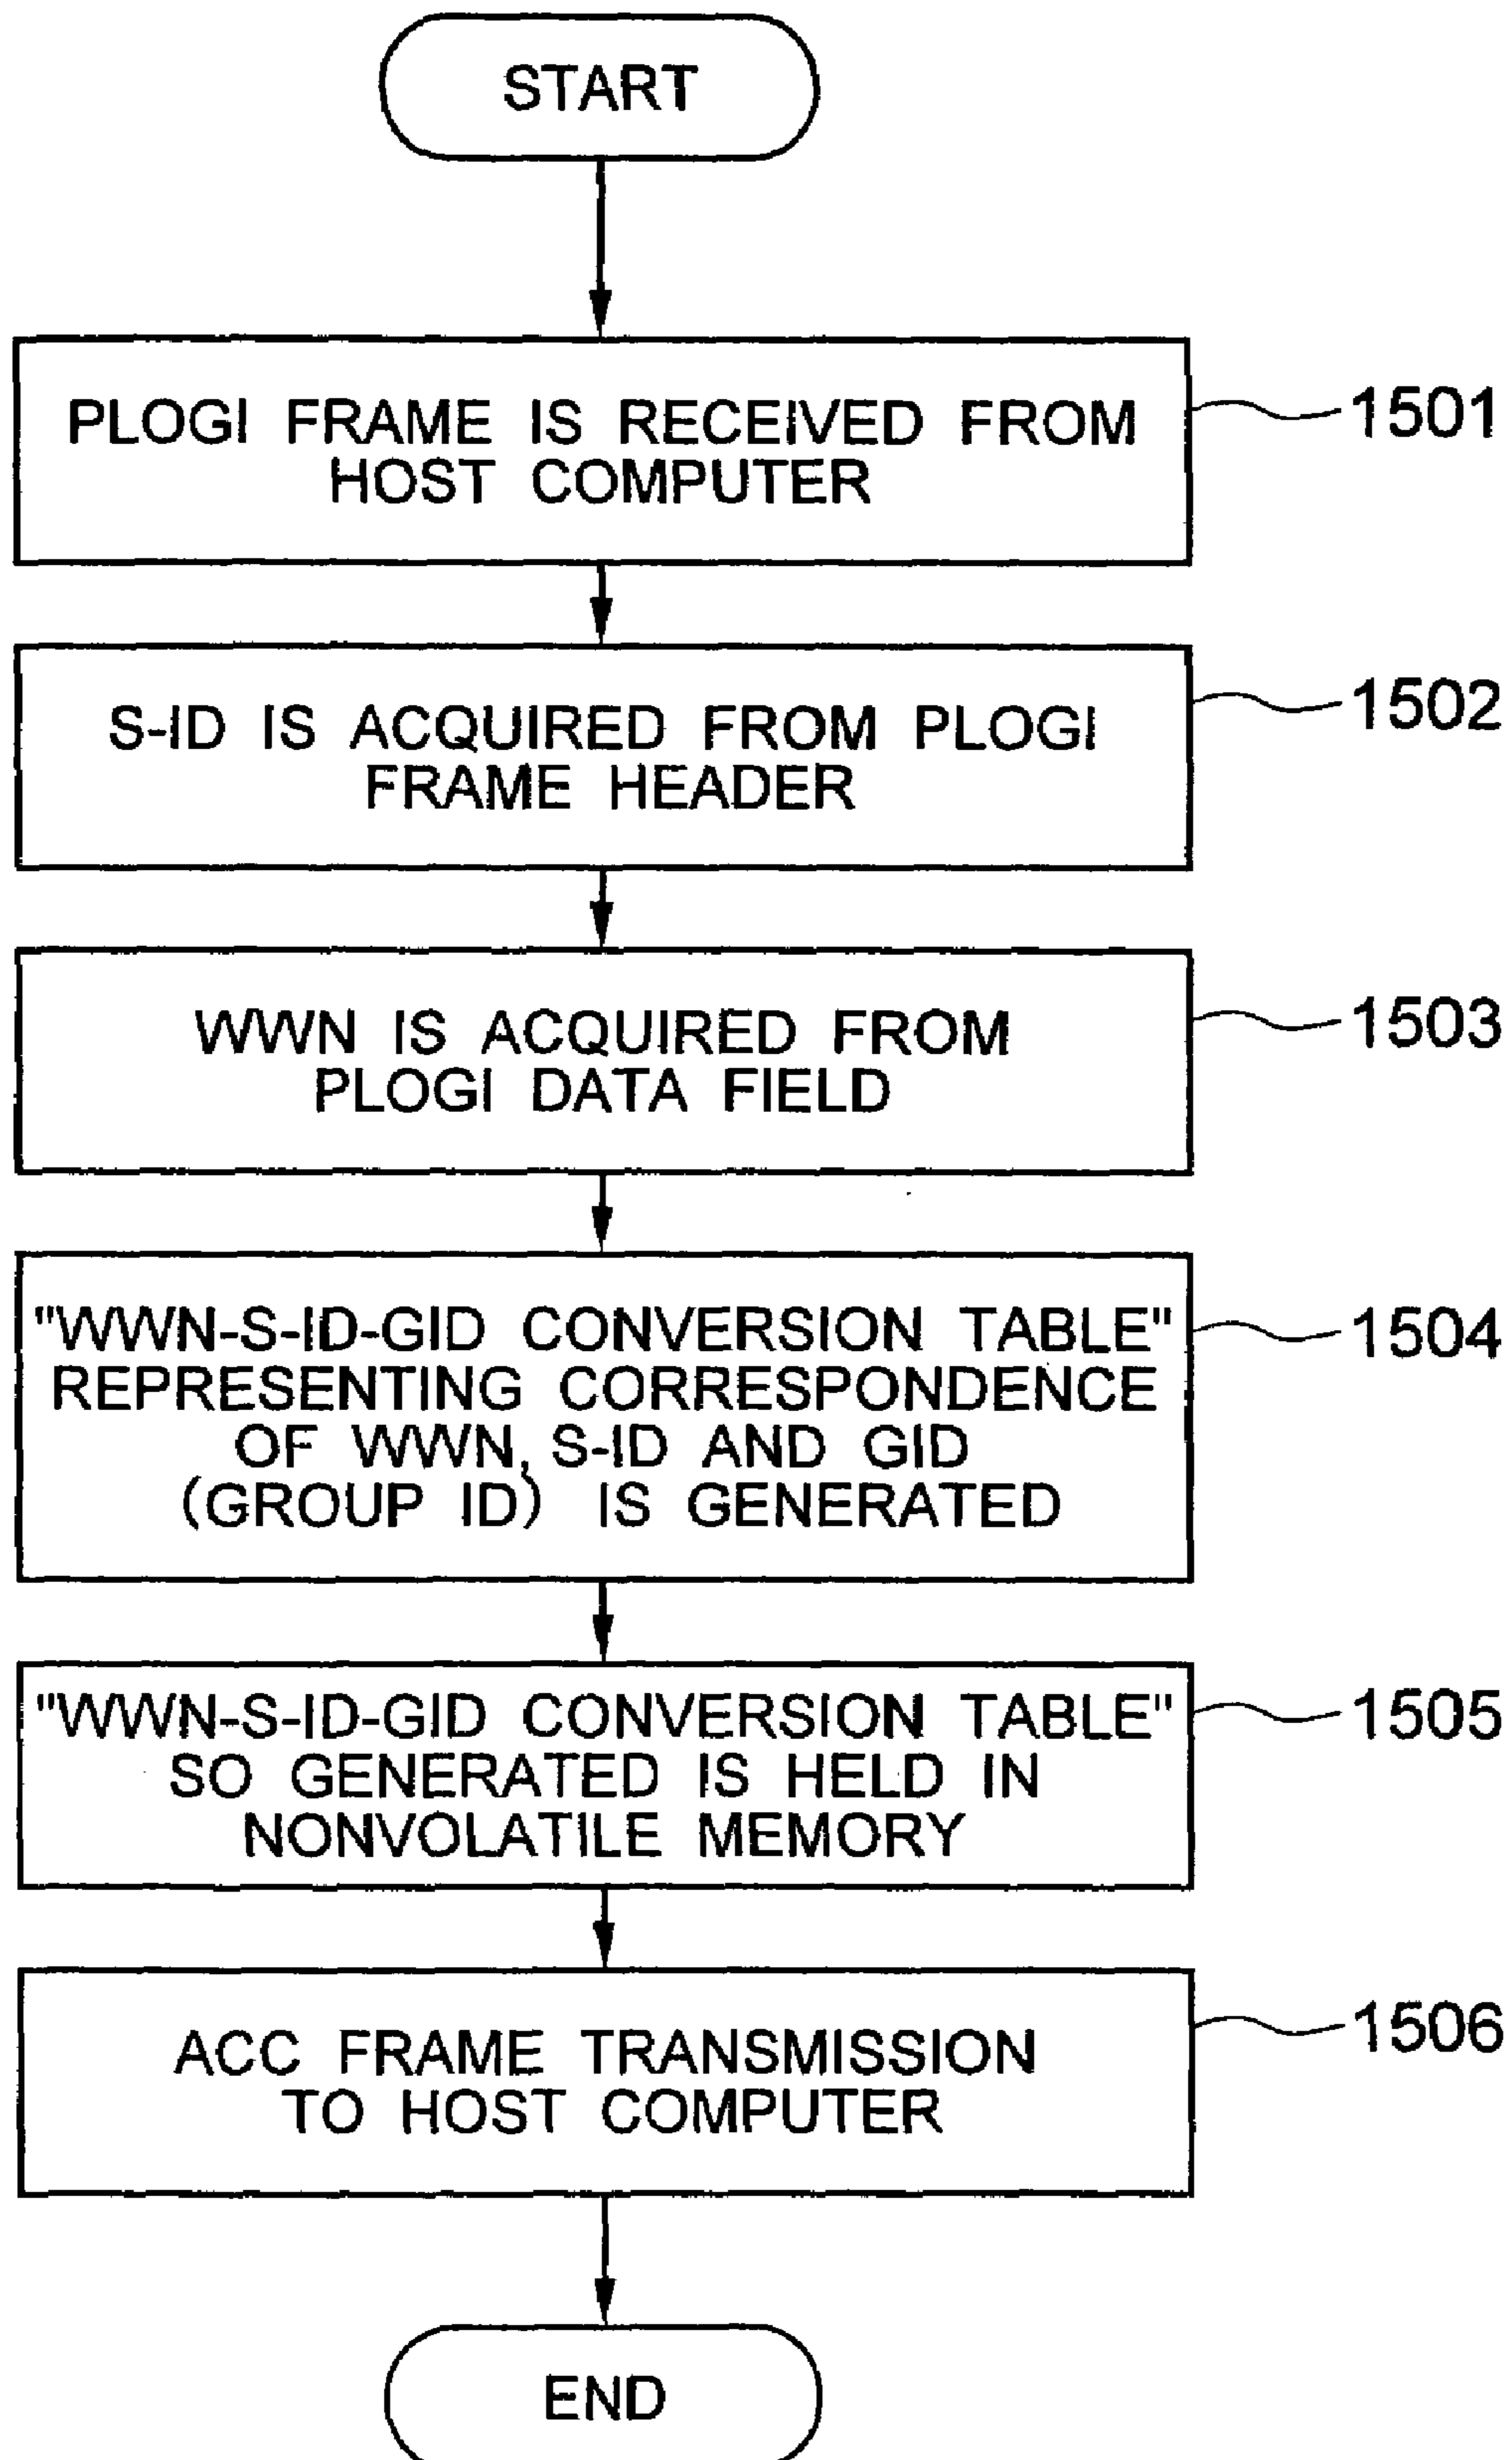 START
PLOGI FRAME IS RECEIVED FROM
HOST COMPUTER
1501
S-ID IS ACQUIRED FROM PLOGI
FRAME HEADER
1502
WWN IS ACQUIRED FROM
PLOGI DATA FIELD
1503
"WWN-S-ID-GID CONVERSION TABLE"
REPRESENTING CORRESPONDENCE
OF WWN, S-ID AND GID
(GROUP ID) IS GENERATED
1504
"WWN-S-ID-GID CONVERSION TABLE"
SO GENERATED IS HELD IN
NONVOLATILE MEMORY
1505
ACC FRAME TRANSMISSION
TO HOST COMPUTER
1506
END